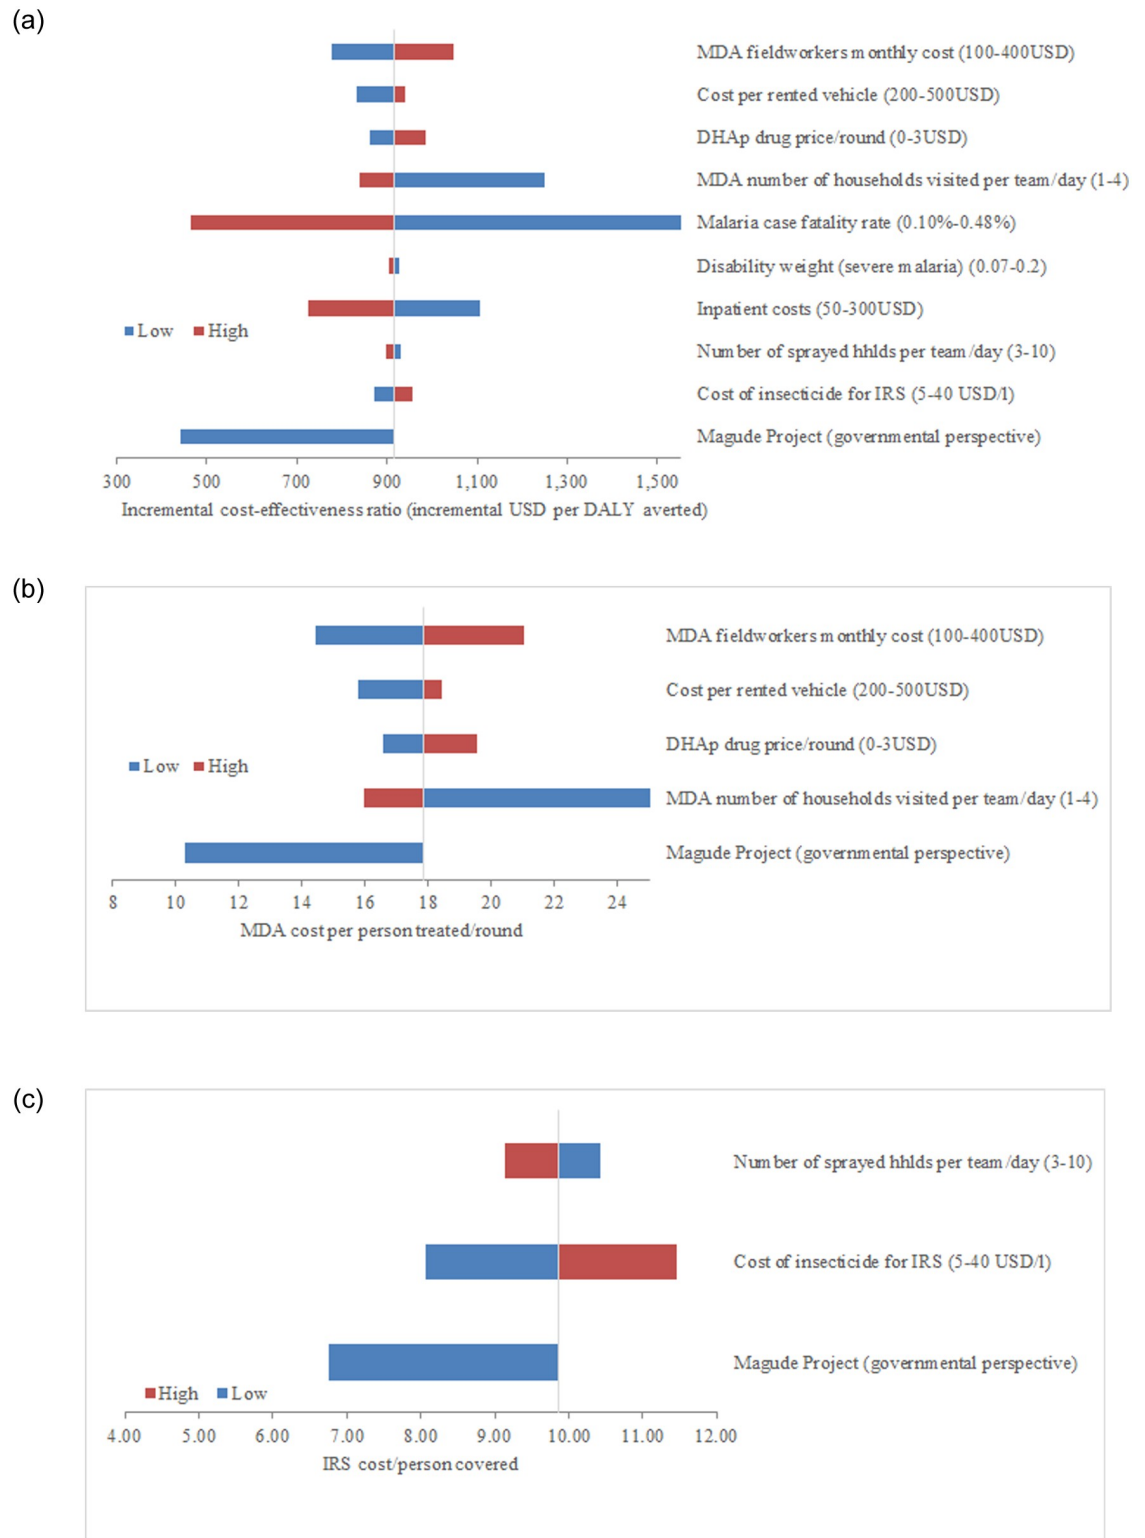 (a)
MDA fieldworkers monthly cost (100-400USD)
Cost per rented vehicle (200-500USD)
DHAp drug price/round (0-3USD)
MDA number of households visited per team/day (1-4)
Malaria case fatality rate (0.10%-0.48%)
Disability weight (severe malaria) (0.07-0.2)
Inpatient costs (50-300USD)
Low High
Number of sprayed hhlds per team/day (3-10)
Cost of insecticide for IRS (5-40 USD/l)
Magude Project (governmental perspective)
300 500 700 900 1,100 1,300 1,500
Incremental cost-effectiveness ratio (incremental USD per DALY averted)
(b)
MDA fieldworkers monthly cost (100-400USD)
Cost per rented vehicle (200-500USD)
DHAp drug price/round (0-3USD)
Low High
MDA number of households visited per team/day (1-4)
Magude Project (governmental perspective)
8 10 12 14 16 18 20 22 24
MDA cost per person treated/round
(c)
Number of sprayed hhlds per team/day (3-10)
Cost of insecticide for IRS (5-40 USD/l)
Magude Project (governmental perspective)
High Low
4.00 5.00 6.00 7.00 8.00 9.00 10.00 11.00 12.00
IRS cost/person covered